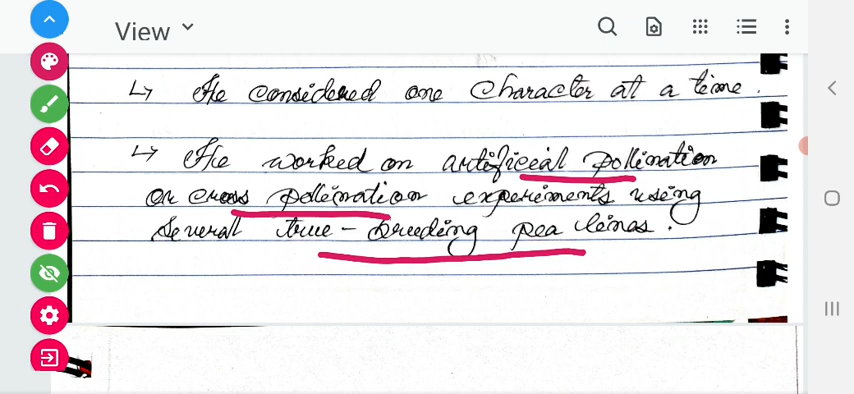 View
↳ He considered one character at a time.
↳ He worked on artificial pollination
or cross pollination experiments using
several true-breeding pea lines.